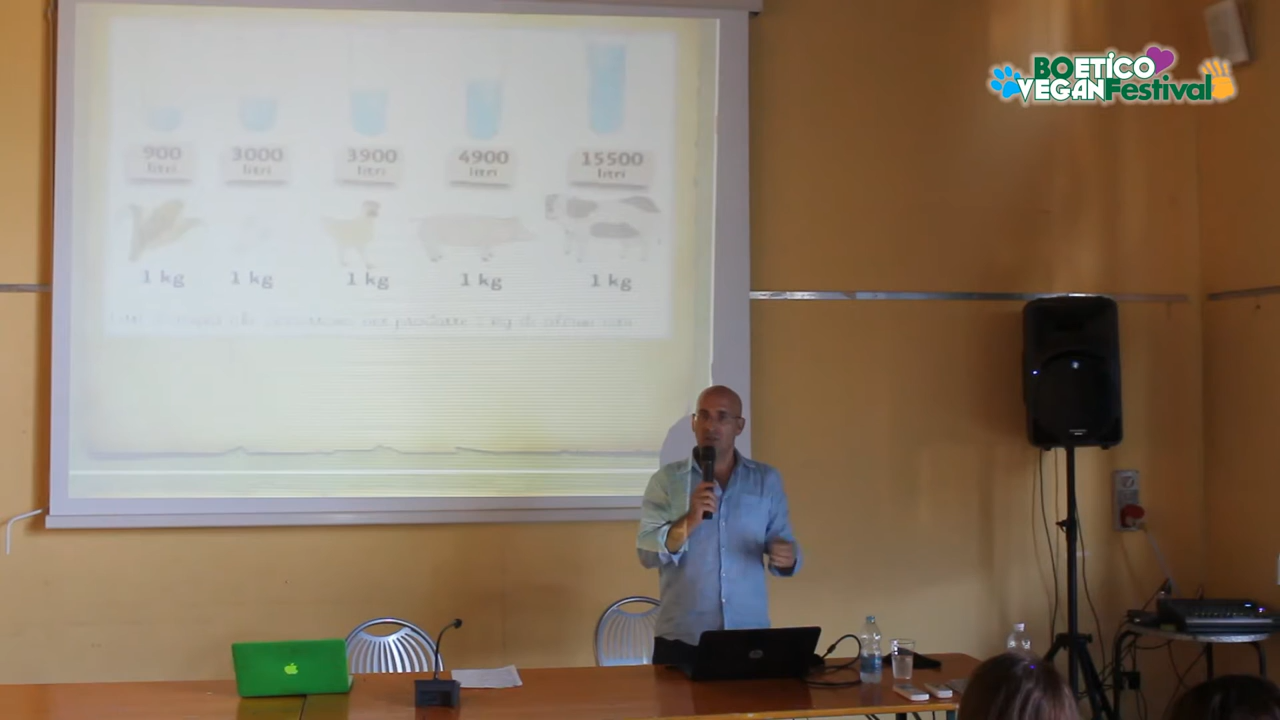 BOETICO
VEGANFestival
900 3000 3900 4900 15500
litri litri litri litri litri
1 kg 1 kg 1 kg 1 kg 1 kg